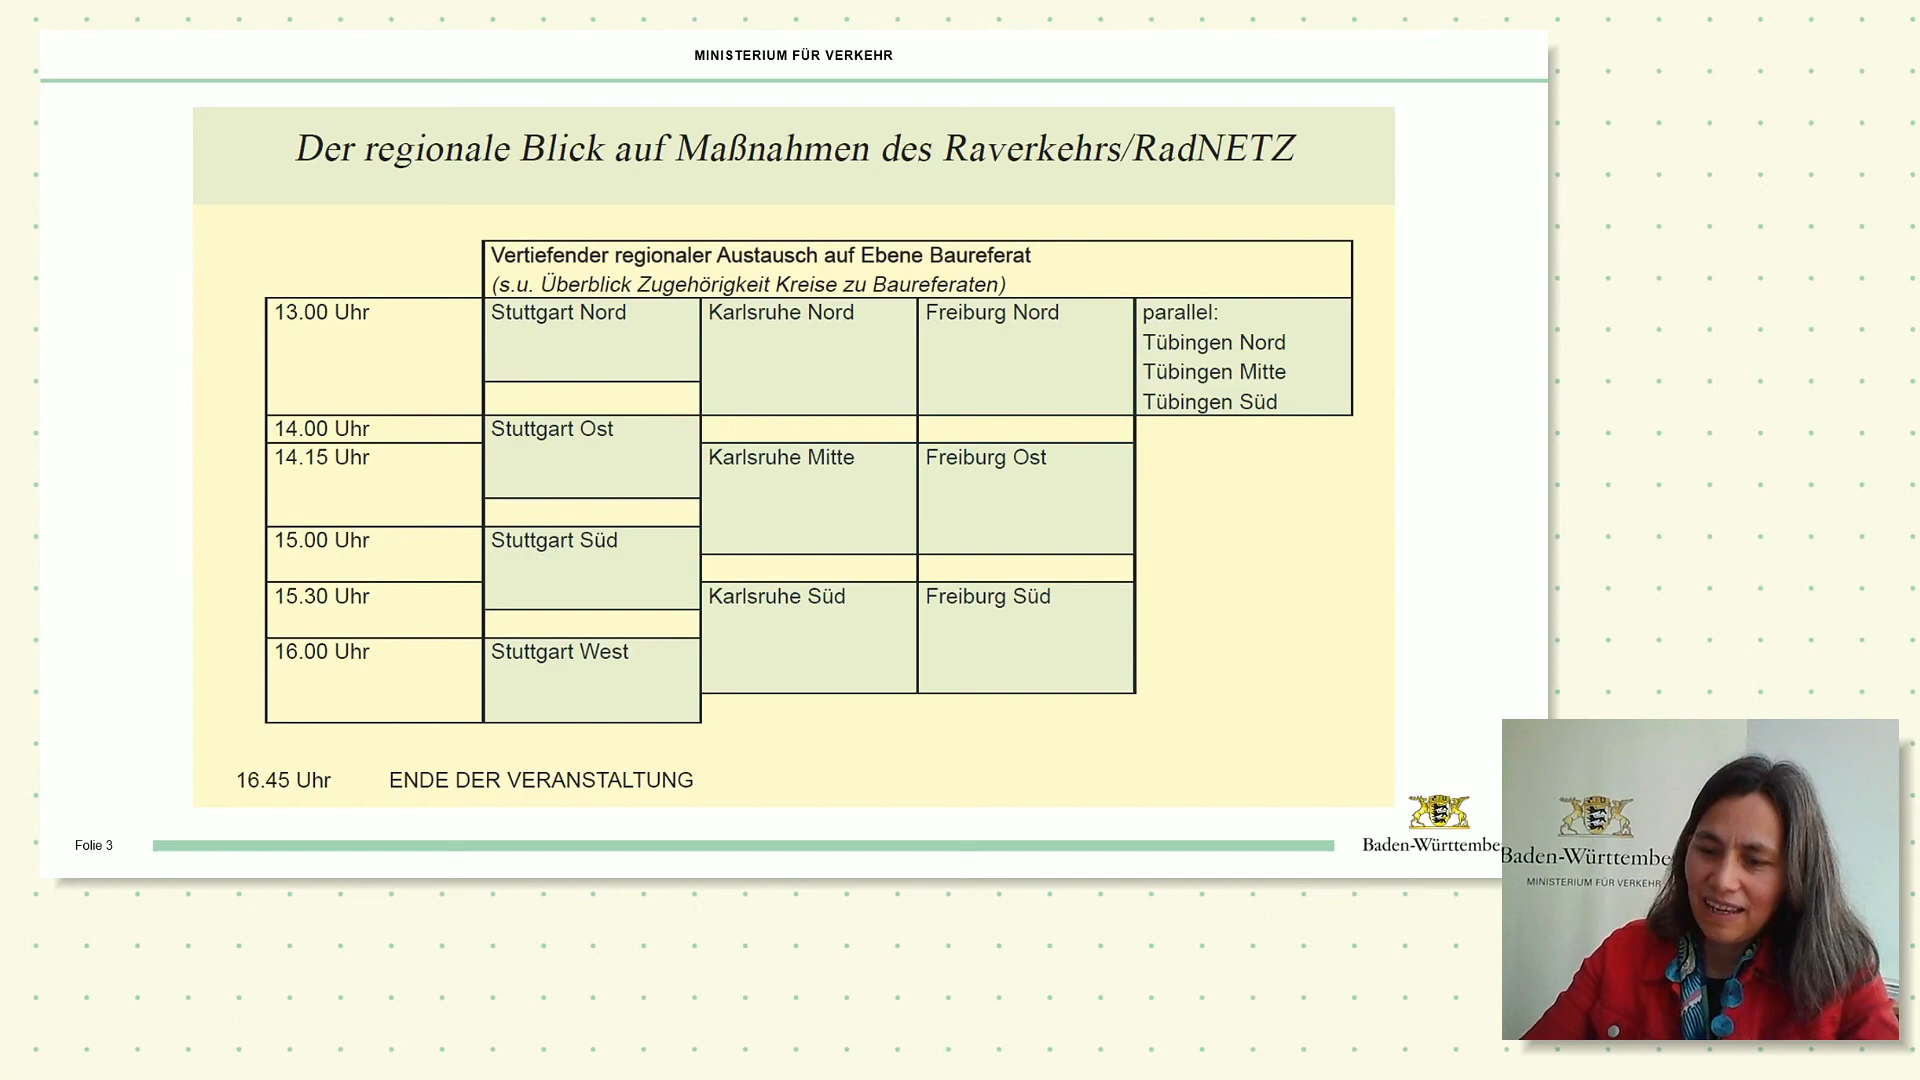 MINISTERIUM FÜR VERKEHR
Der regionale Blick auf Maßnahmen des Raverkehrs/RadNETZ
Vertiefender regionaler Austausch auf Ebene Baureferat
(s.u. Überblick Zugehörigkeit Kreise zu Baureferaten)
13.00 Uhr Stuttgart Nord Karlsruhe Nord Freiburg Nord parallel:
Tübingen Nord
Tübingen Mitte
Tübingen Süd
14.00 Uhr Stuttgart Ost
14.15 Uhr Karlsruhe Mitte Freiburg Ost
15.00 Uhr Stuttgart Süd
15.30 Uhr Karlsruhe Süd Freiburg Süd
16.00 Uhr Stuttgart West
16.45 Uhr ENDE DER VERANSTALTUNG
Folie 3
Baden-Württembe
Baden-Württembe
MINISTERIUM FÜR VERKEHR